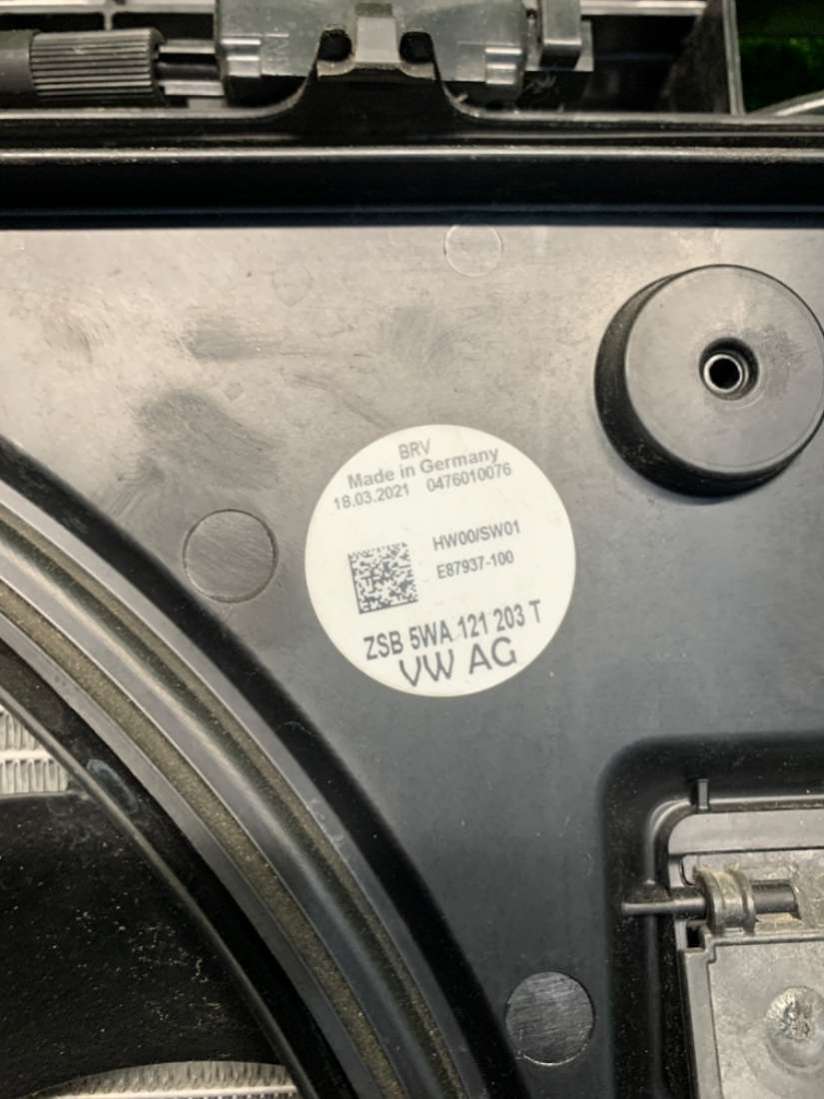 BRV
Made in Germany
18.03.2021 0476010076
HW00/SW01
E87937-100
ZSB 5WA 121 203 T
VW AG